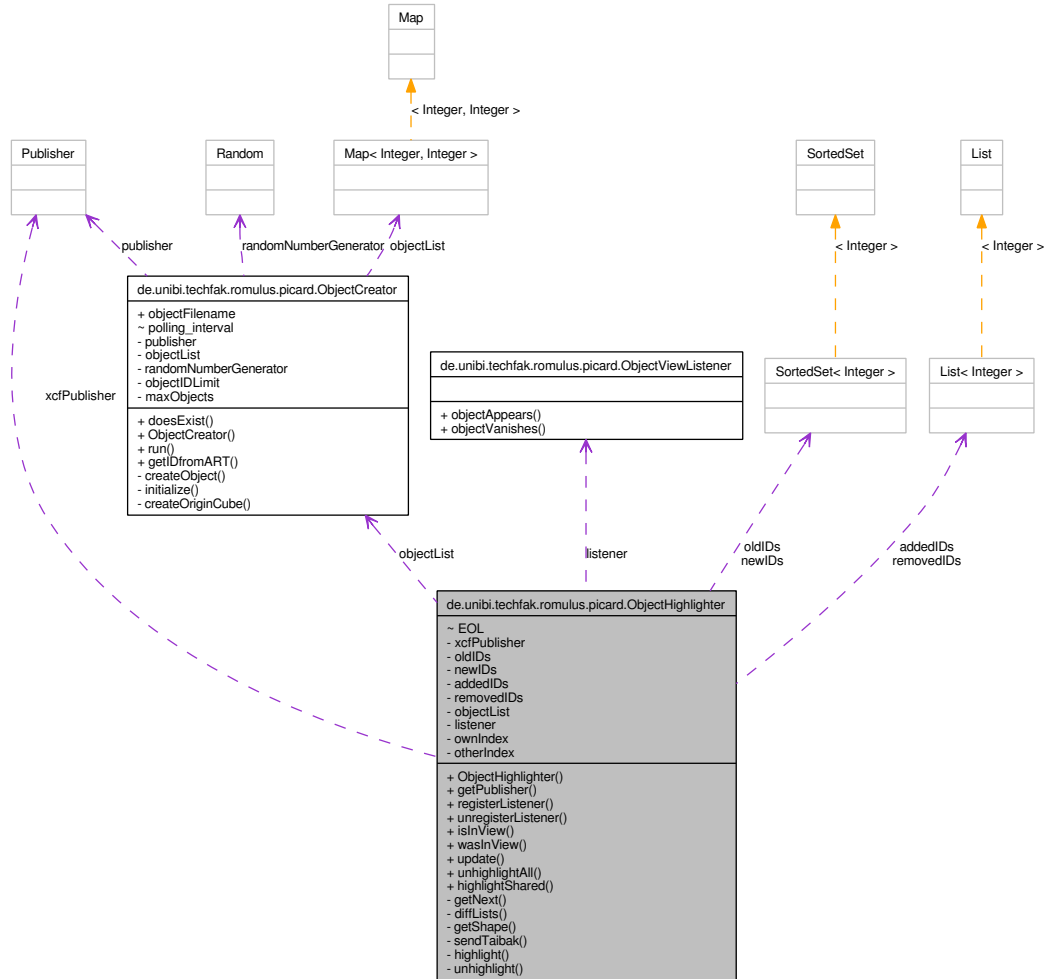 Map
< Integer, Integer >
Publisher
Random
Map< Integer, Integer >
SortedSet
List
publisher
randomNumberGenerator
objectList
< Integer >
< Integer >
de.unibi.techfak.romulus.picard.ObjectCreator
+ objectFilename
~ polling_interval
- publisher
- objectList
- randomNumberGenerator
- objectIDLimit
- maxObjects
+ doesExist()
+ ObjectCreator()
+ run()
+ getIDfromART()
- createObject()
- initialize()
- createOriginCube()
de.unibi.techfak.romulus.picard.ObjectViewListener
+ objectAppears()
+ objectVanishes()
SortedSet< Integer >
List< Integer >
xcfPublisher
objectList
listener
oldIDs
newIDs
addedIDs
removedIDs
de.unibi.techfak.romulus.picard.ObjectHighlighter
~ EOL
- xcfPublisher
- oldIDs
- newIDs
- addedIDs
- removedIDs
- objectList
- listener
- ownIndex
- otherIndex
+ ObjectHighlighter()
+ getPublisher()
+ registerListener()
+ unregisterListener()
+ isInView()
+ wasInView()
+ update()
+ unhighlightAll()
+ highlightShared()
- getNext()
- diffLists()
- getShape()
- sendTaibak()
- highlight()
- unhighlight()